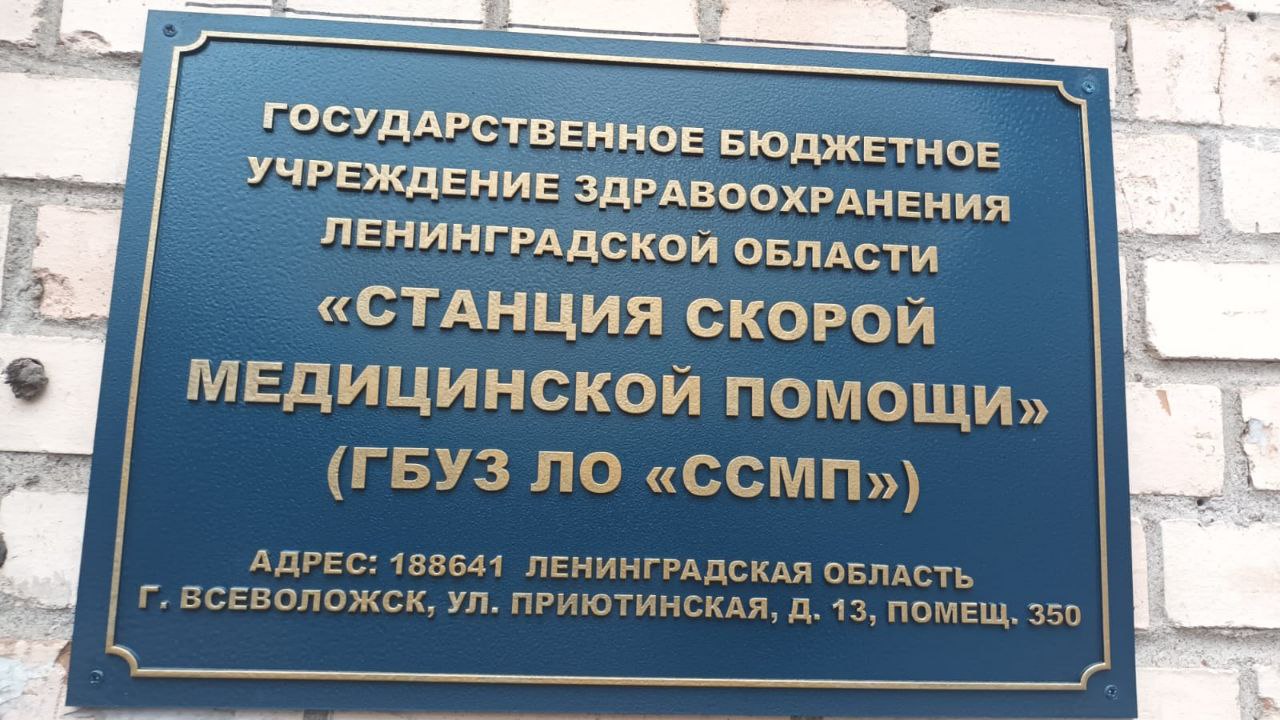 ГОСУДАРСТВЕННОЕ БЮДЖЕТНОЕ
УЧРЕЖДЕНИЕ ЗДРАВООХРАНЕНИЯ
ЛЕНИНГРАДСКОЙ ОБЛАСТИ
«СТАНЦИЯ СКОРОЙ
МЕДИЦИНСКОЙ ПОМОЩИ»
(ГБУЗ ЛО «ССМП»)
АДРЕС: 188641 ЛЕНИНГРАДСКАЯ ОБЛАСТЬ
Г. ВСЕВОЛОЖСК, УЛ. ПРИЮТИНСКАЯ, Д. 13, ПОМЕЩ. 350